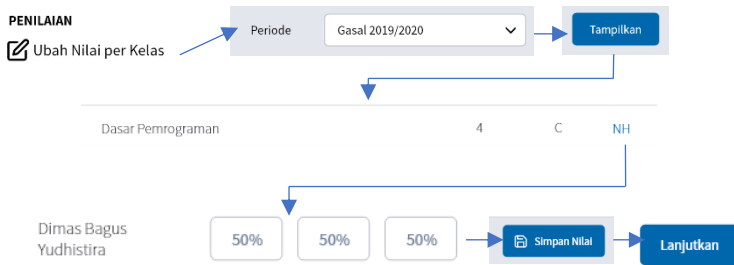 PENILAIAN
Ubah Nilai per Kelas
Periode
Gasal 2019/2020
Tampilkan
Dasar Pemrograman 4 C NH
Dimas Bagus
Yudhistira
50% 50% 50%
Simpan Nilai
Lanjutkan